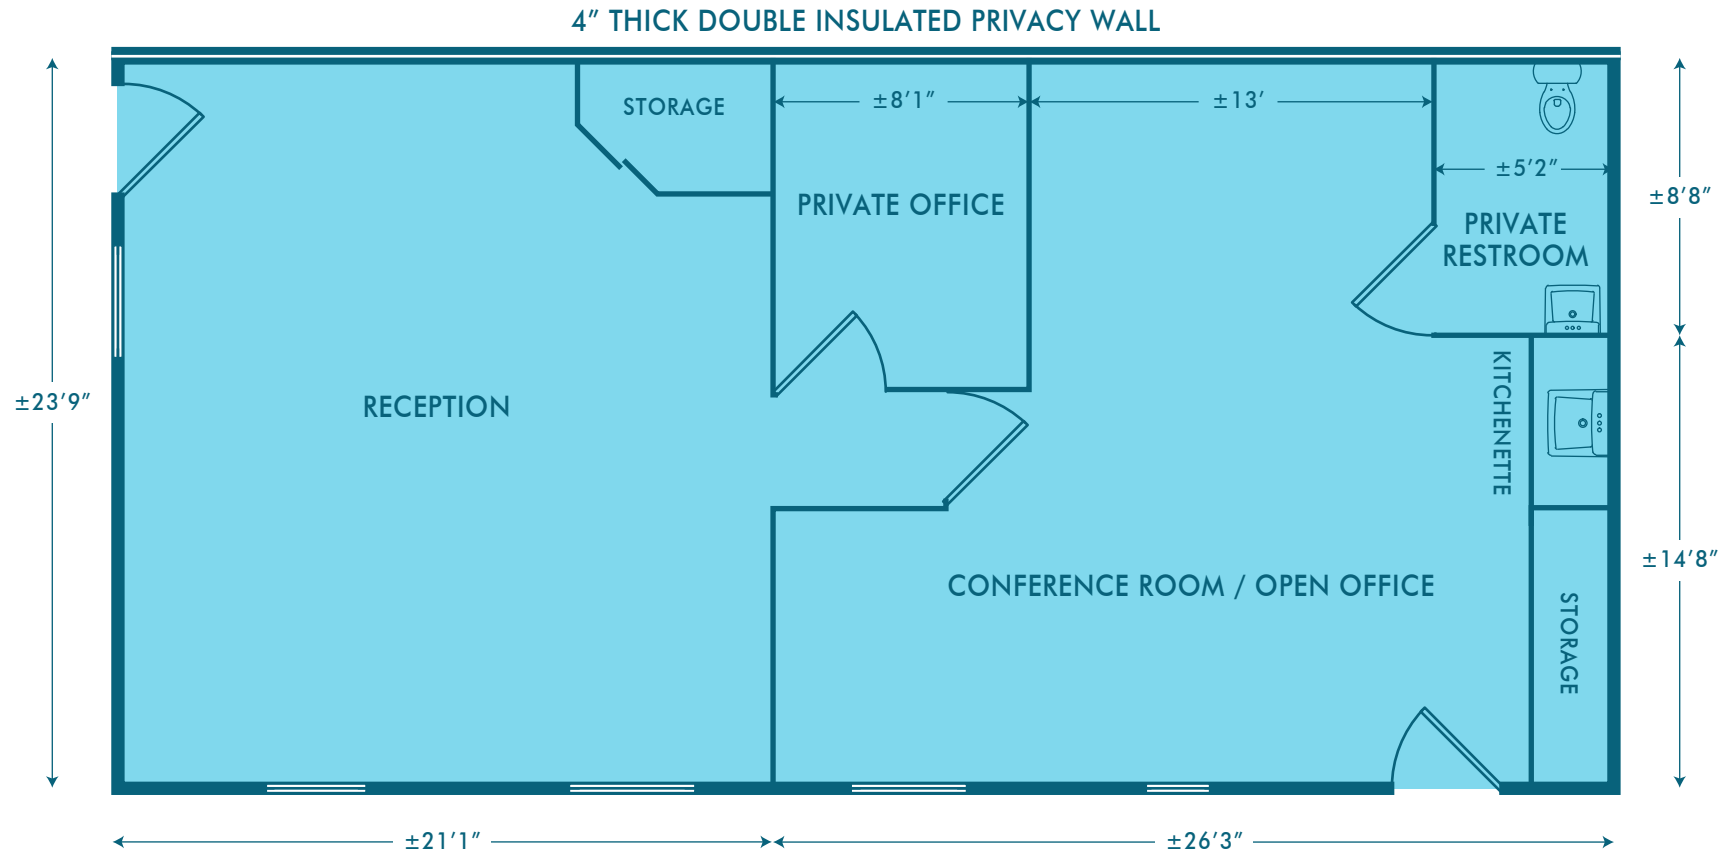 4” THICK DOUBLE INSULATED PRIVACY WALL
STORAGE
±8’1”
±13’
±5’2”
±8’8”
PRIVATE OFFICE
PRIVATE
RESTROOM
±23’9”
RECEPTION
KITCHENETTE
±14’8”
CONFERENCE ROOM / OPEN OFFICE
STORAGE
±21’1”
±26’3”